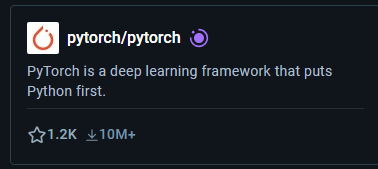 pytorch/pytorch
PyTorch is a deep learning framework that puts
Python first.
1.2K 10M+